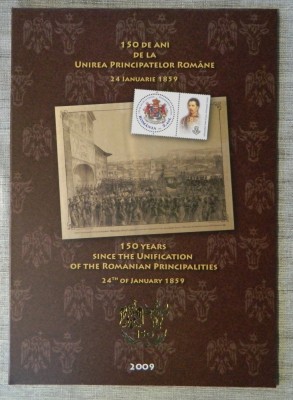 150 DE ANI
DE LA
UNIREA PRINCIPATELOR ROMÂNE
24 IANUARIE 1859
150 YEARS
SINCE THE UNIFICATION
OF THE ROMANIAN PRINCIPALITIES
24TH OF JANUARY 1859
2009